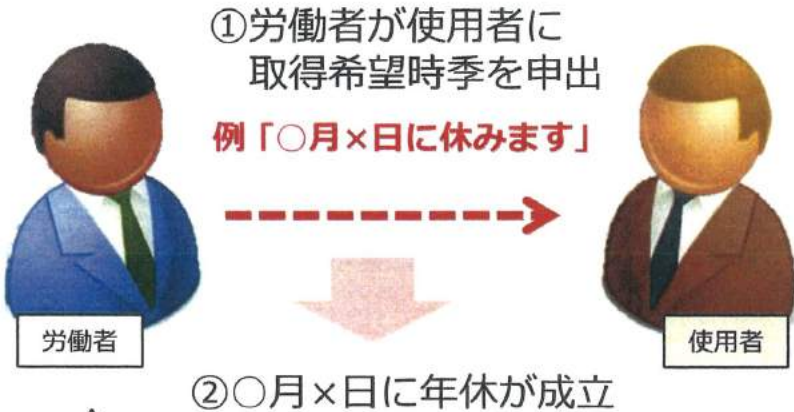 ①労働者が使用者に
取得希望時季を申出
例「○月×日に休みます」
労働者
使用者
②○月×日に年休が成立